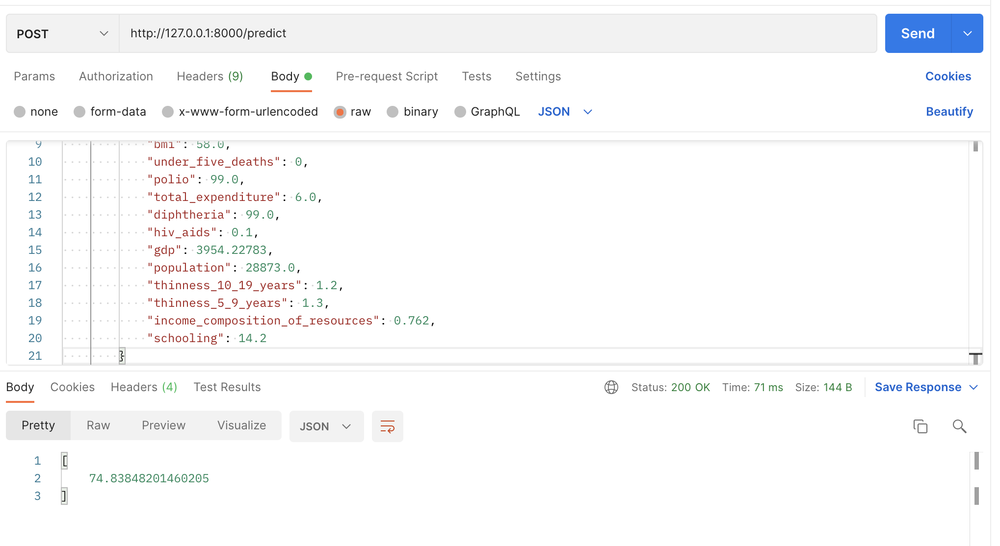 POST http://127.0.0.1:8000/predict Send
Params Authorization Headers (9) Body Pre-request Script Tests Settings Cookies
none form-data x-www-form-urlencoded raw binary GraphQL JSON Beautify
9 "bmi": 58.0,
10 "under_five_deaths": 0,
11 "polio": 99.0,
12 "total_expenditure": 6.0,
13 "diphtheria": 99.0,
14 "hiv_aids": 0.1,
15 "gdp": 3954.22783,
16 "population": 28873.0,
17 "thinness_10_19_years": 1.2,
18 "thinness_5_9_years": 1.3,
19 "income_composition_of_resources": 0.762,
20 "schooling": 14.2
21 }
Body Cookies Headers (4) Test Results Status: 200 OK Time: 71 ms Size: 144 B Save Response
Pretty Raw Preview Visualize JSON
1 [
2 74.83848201460205
3 ]